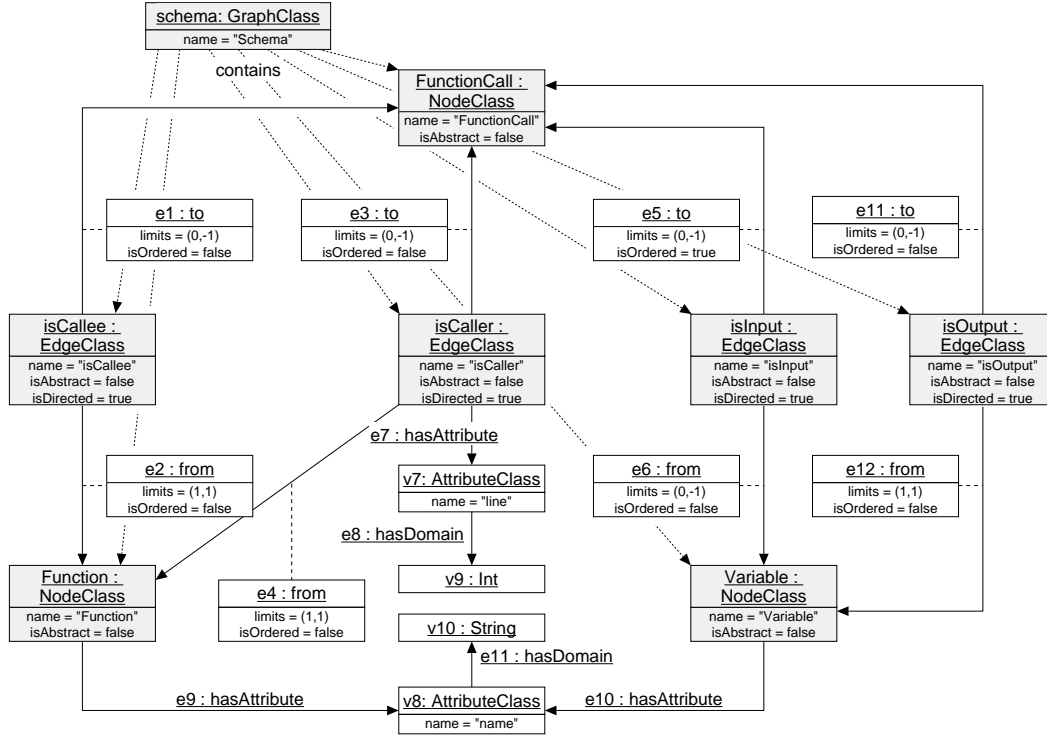 schema: GraphClass
name = "Schema"
contains
FunctionCall :
NodeClass
name = "FunctionCall"
isAbstract = false
e1 : to
limits = (0,-1)
isOrdered = false
e3 : to
limits = (0,-1)
isOrdered = false
e5 : to
limits = (0,-1)
isOrdered = true
e11 : to
limits = (0,-1)
isOrdered = false
isCallee :
EdgeClass
name = "isCallee"
isAbstract = false
isDirected = true
isCaller :
EdgeClass
name = "isCaller"
isAbstract = false
isDirected = true
isInput :
EdgeClass
name = "isInput"
isAbstract = false
isDirected = true
isOutput :
EdgeClass
name = "isOutput"
isAbstract = false
isDirected = true
e7 : hasAttribute
e2 : from
limits = (1,1)
isOrdered = false
v7: AttributeClass
name = "line"
e6 : from
limits = (0,-1)
isOrdered = false
e12 : from
limits = (1,1)
isOrdered = false
e8 : hasDomain
Function :
NodeClass
name = "Function"
isAbstract = false
e4 : from
limits = (1,1)
isOrdered = false
v9 : Int
Variable :
NodeClass
name = "Variable"
isAbstract = false
v10 : String
e11 : hasDomain
e9 : hasAttribute
v8: AttributeClass
name = "name"
e10 : hasAttribute